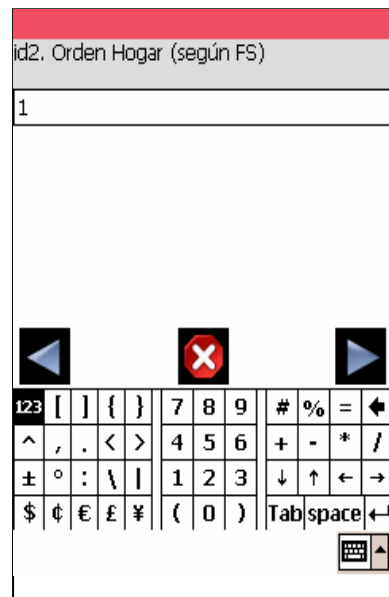 id2. Orden Hogar (según FS)
1
123 [ ] { } 7 8 9 # % = 🡸
^ , . < > 4 5 6 + - * /
± º : \ | 1 2 3 ↓ ↑ ← →
$ ¢ € £ ¥ ( 0 ) Tab space ↵